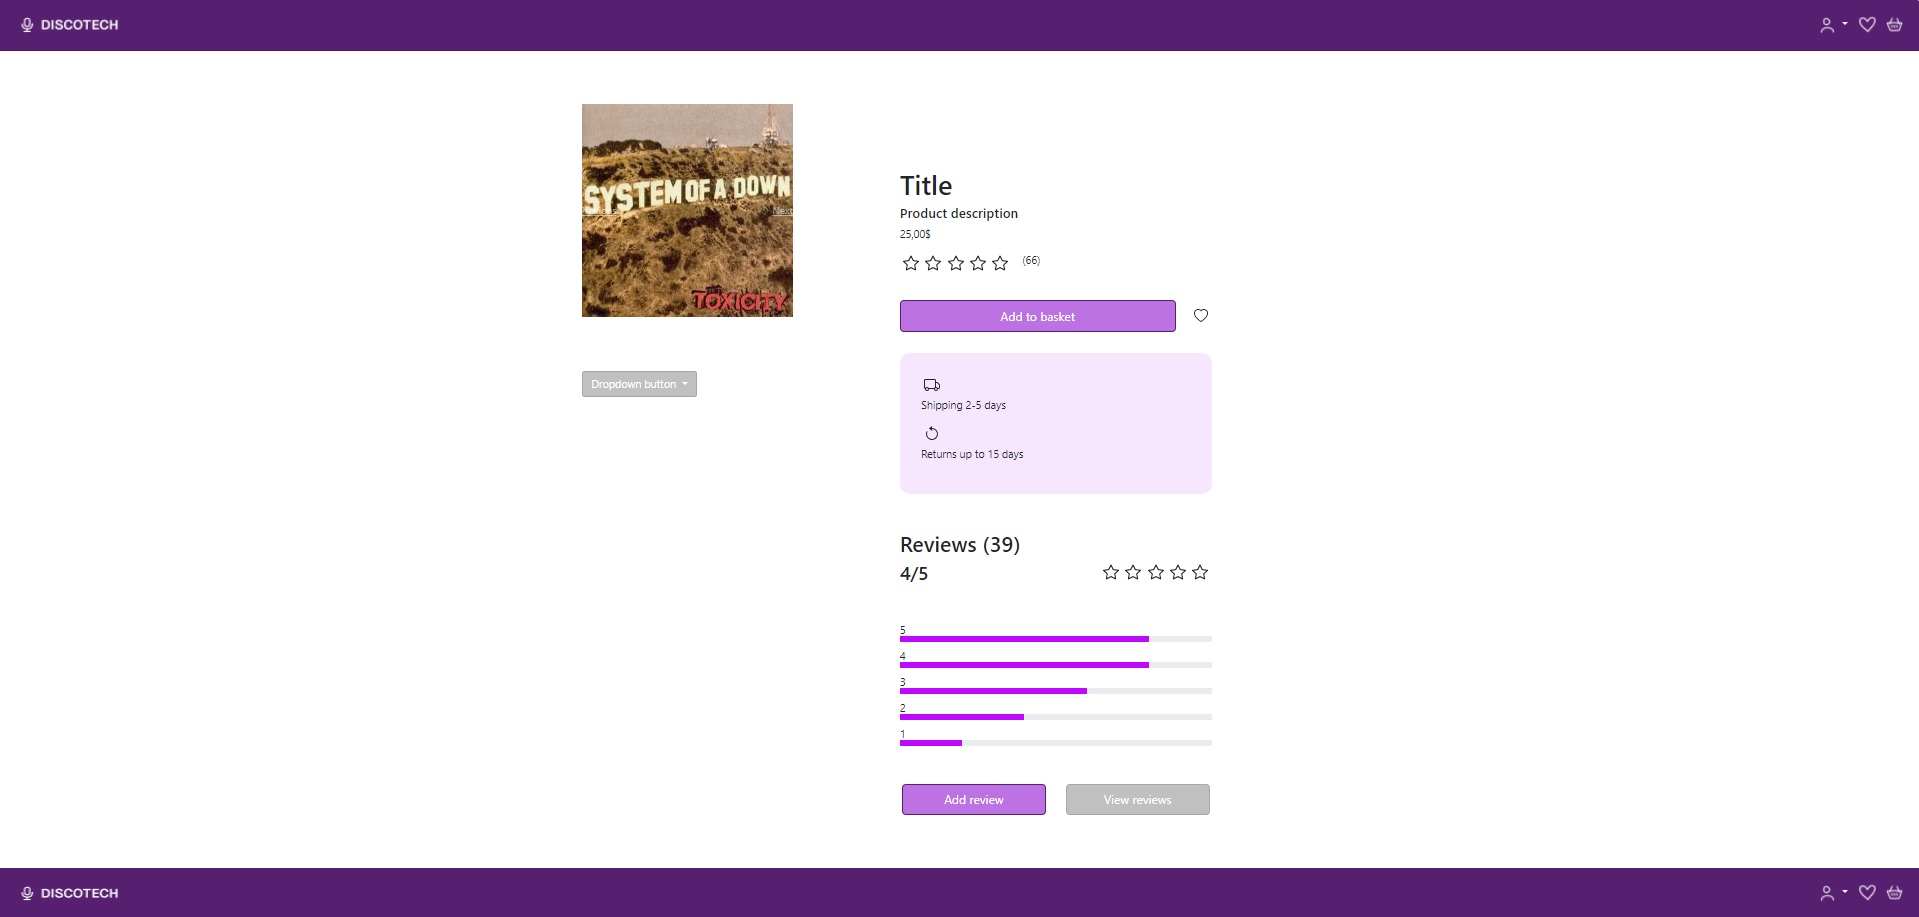 DISCOTECH
SYSTEM OF A DOWN
Next
TOXICITY
Dropdown button
Title
Product description
25,00$
(66)
Add to basket
Shipping 2-5 days
Returns up to 15 days
Reviews (39)
4/5
5
4
3
2
1
Add review
View reviews
DISCOTECH